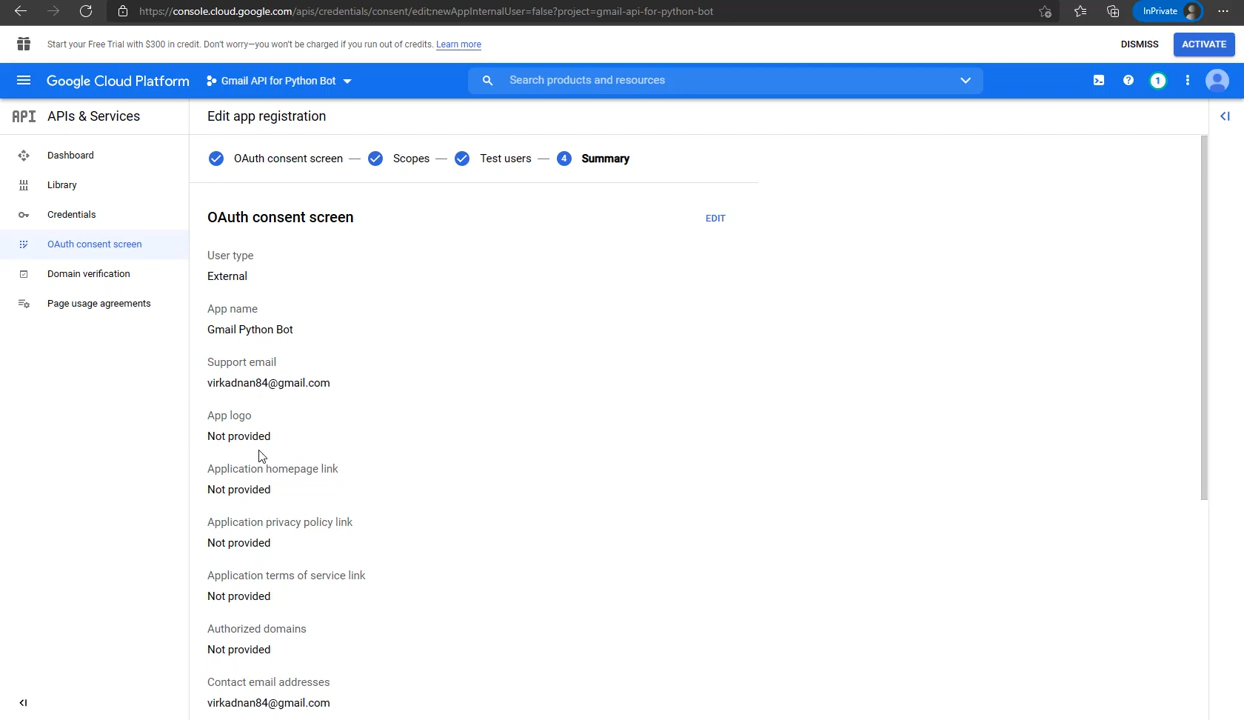 https://console.cloud.google.com/apis/credentials/consent/edit;newAppInternalUser=false?project=gmail-api-for-python-bot
InPrivate
Start your Free Trial with $300 in credit. Don't worry—you won't be charged if you run out of credits. Learn more
DISMISS
ACTIVATE
Google Cloud Platform
Gmail API for Python Bot
Search products and resources
1
API APIs & Services
Edit app registration
Dashboard
Library
Credentials
OAuth consent screen
Domain verification
Page usage agreements
OAuth consent screen — Scopes — Test users — 4 Summary
OAuth consent screen
EDIT
User type
External
App name
Gmail Python Bot
Support email
virkadnan84@gmail.com
App logo
Not provided
Application homepage link
Not provided
Application privacy policy link
Not provided
Application terms of service link
Not provided
Authorized domains
Not provided
Contact email addresses
virkadnan84@gmail.com